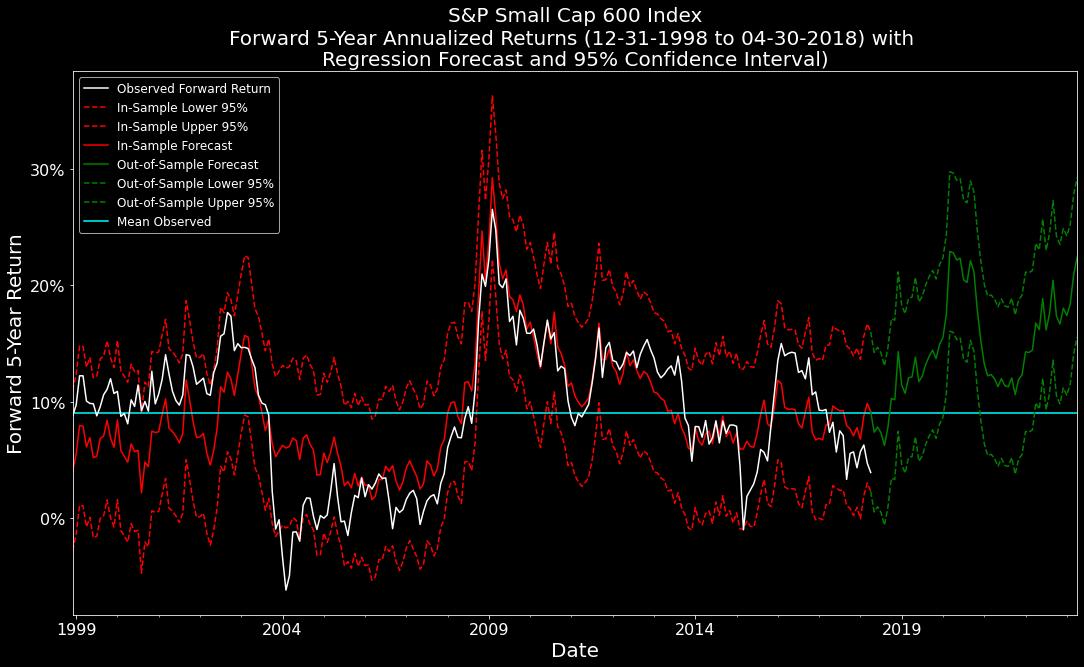 S&P Small Cap 600 Index
Forward 5-Year Annualized Returns (12-31-1998 to 04-30-2018) with
Regression Forecast and 95% Confidence Interval)
Observed Forward Return
In-Sample Lower 95%
In-Sample Upper 95%
In-Sample Forecast
Out-of-Sample Forecast
Out-of-Sample Lower 95%
Out-of-Sample Upper 95%
Mean Observed
Forward 5-Year Return
30%
20%
10%
0%
1999
2004
2009
2014
2019
Date